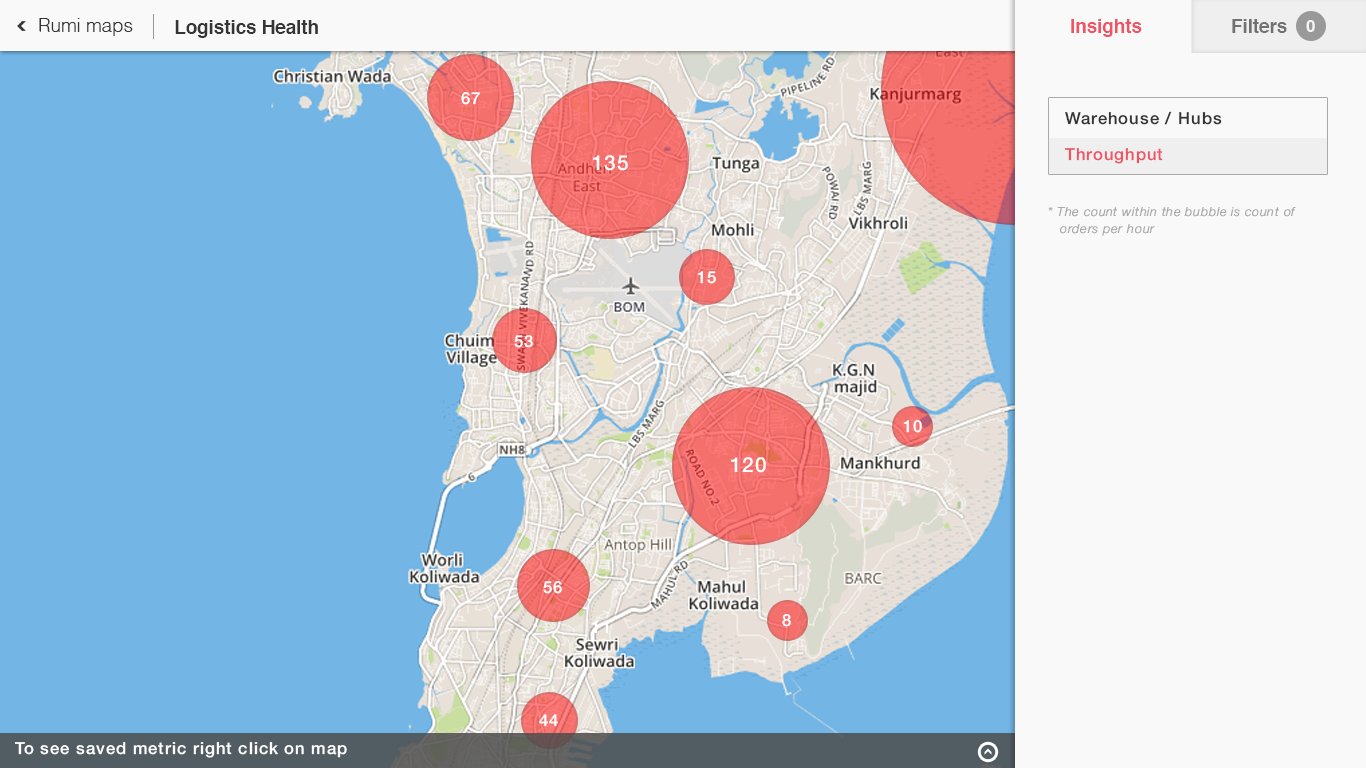 Rumi maps
Logistics Health
Insights
Filters 0
Warehouse / Hubs
Throughput
* The count within the bubble is count of
orders per hour
East
Christian Wada
67
PIPELINE RD
Kanjurmarg
135
Andheri
East
Tunga
POWAI RD
LBS MARG
Vikhroli
Mohli
15
BOM
SWAMI VIVEKANAND RD
Chuim
Village
53
K.G.N
majid
10
LBS MARG
NH8
6
ROAD NO.2
120
Mankhurd
Antop Hill
Worli
Koliwada
56
MAHUL RD
Mahul
Koliwada
BARC
8
Sewri
Koliwada
44
To see saved metric right click on map